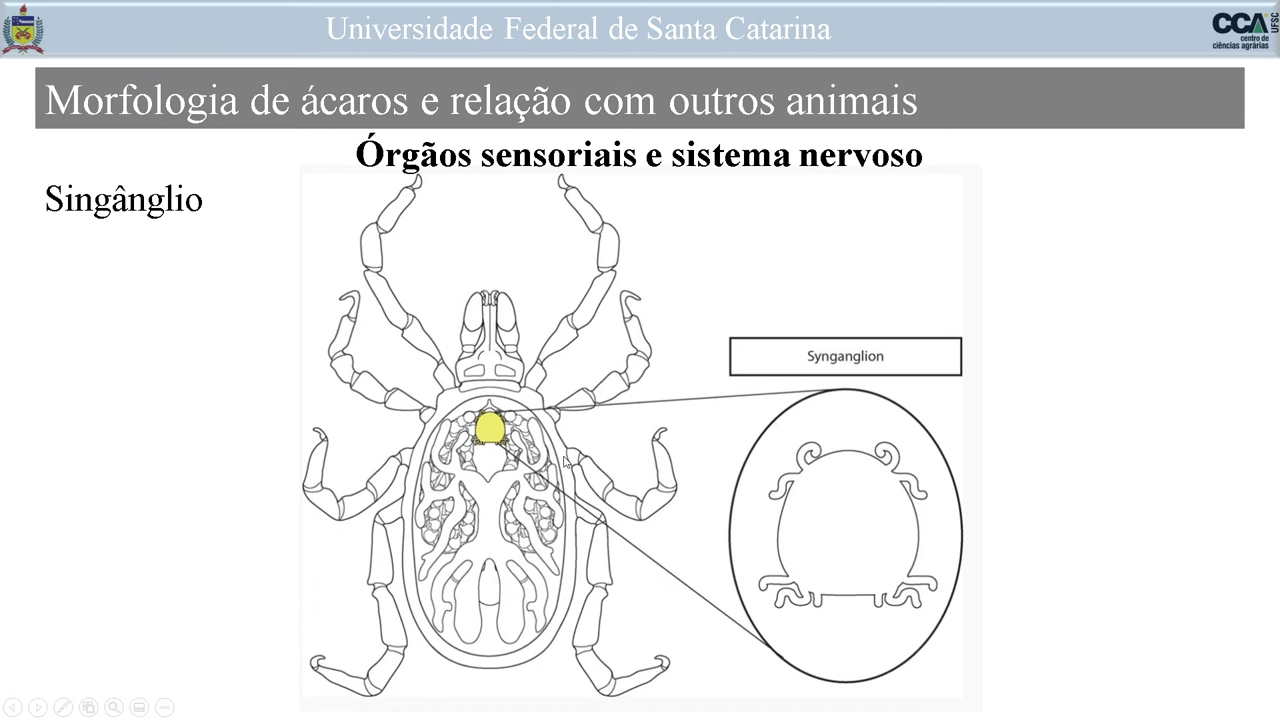 Universidade Federal de Santa Catarina
CCA
UFSC
centro de
ciências agrárias
Morfologia de ácaros e relação com outros animais
Órgãos sensoriais e sistema nervoso
Singânglio
Synganglion